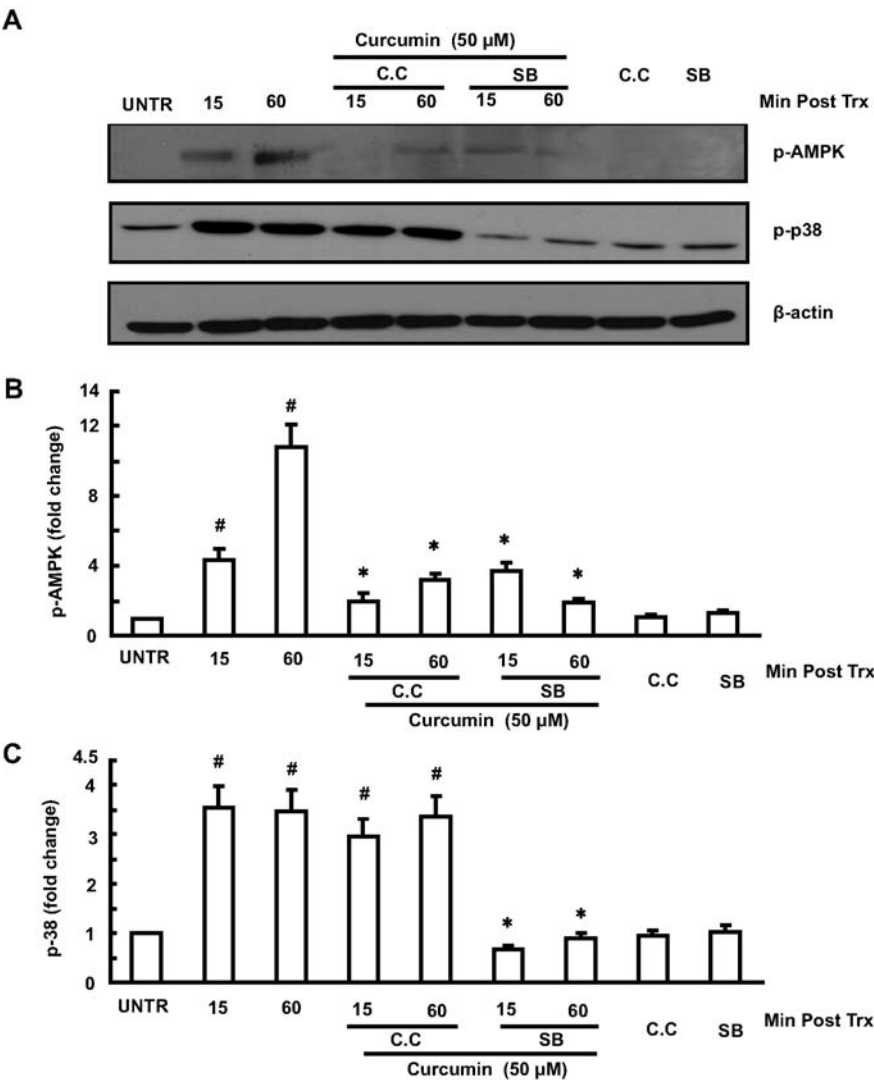 A
Curcumin (50 µM)
C.C SB C.C SB
UNTR 15 60 15 60 15 60 Min Post Trx
p-AMPK
p-p38
β-actin
B
p-AMPK (fold change)
14
12
8
4
0
# # * * * *
UNTR 15 60 15 60 15 60 C.C SB Min Post Trx
C.C SB
Curcumin (50 µM)
C
p-38 (fold change)
4.5
4
3
2
1
0
# # # # * *
UNTR 15 60 15 60 15 60 C.C SB Min Post Trx
C.C SB
Curcumin (50 µM)